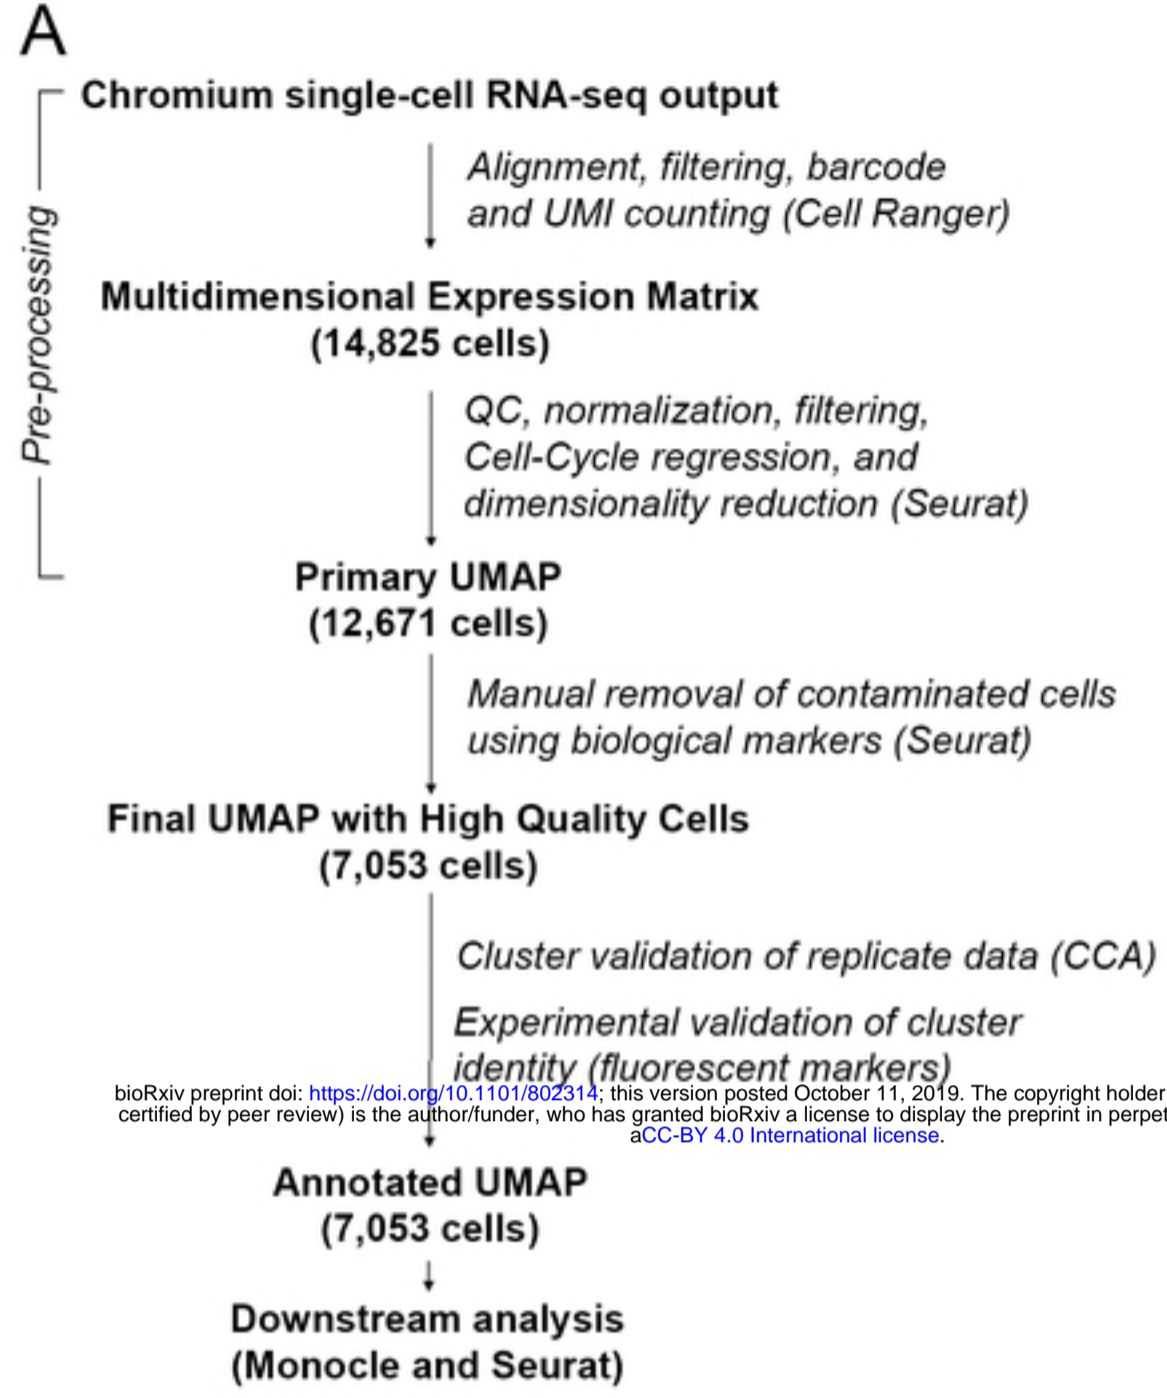 A
Chromium single-cell RNA-seq output
Alignment, filtering, barcode
and UMI counting (Cell Ranger)
Pre-processing
Multidimensional Expression Matrix
(14,825 cells)
QC, normalization, filtering,
Cell-Cycle regression, and
dimensionality reduction (Seurat)
Primary UMAP
(12,671 cells)
Manual removal of contaminated cells
using biological markers (Seurat)
Final UMAP with High Quality Cells
(7,053 cells)
Cluster validation of replicate data (CCA)
Experimental validation of cluster
identity (fluorescent markers)
bioRxiv preprint doi: https://doi.org/10.1101/802314; this version posted October 11, 2019. The copyright holder
certified by peer review) is the author/funder, who has granted bioRxiv a license to display the preprint in perpet
aCC-BY 4.0 International license.
Annotated UMAP
(7,053 cells)
Downstream analysis
(Monocle and Seurat)